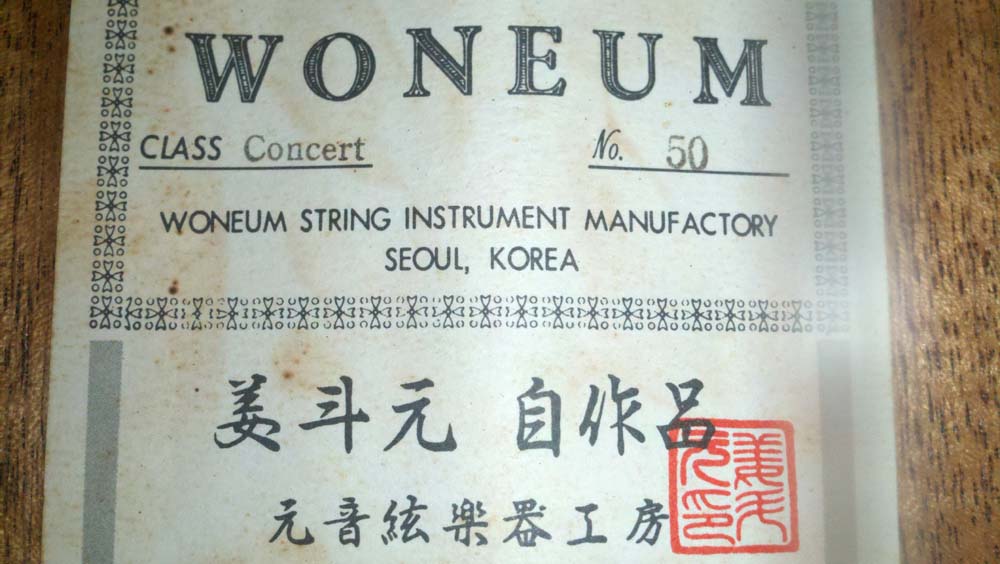 WONEUM
CLASS Concert No. 50
WONEUM STRING INSTRUMENT MANUFACTORY
SEOUL, KOREA
姜斗元 自作品
元音絃樂器工房